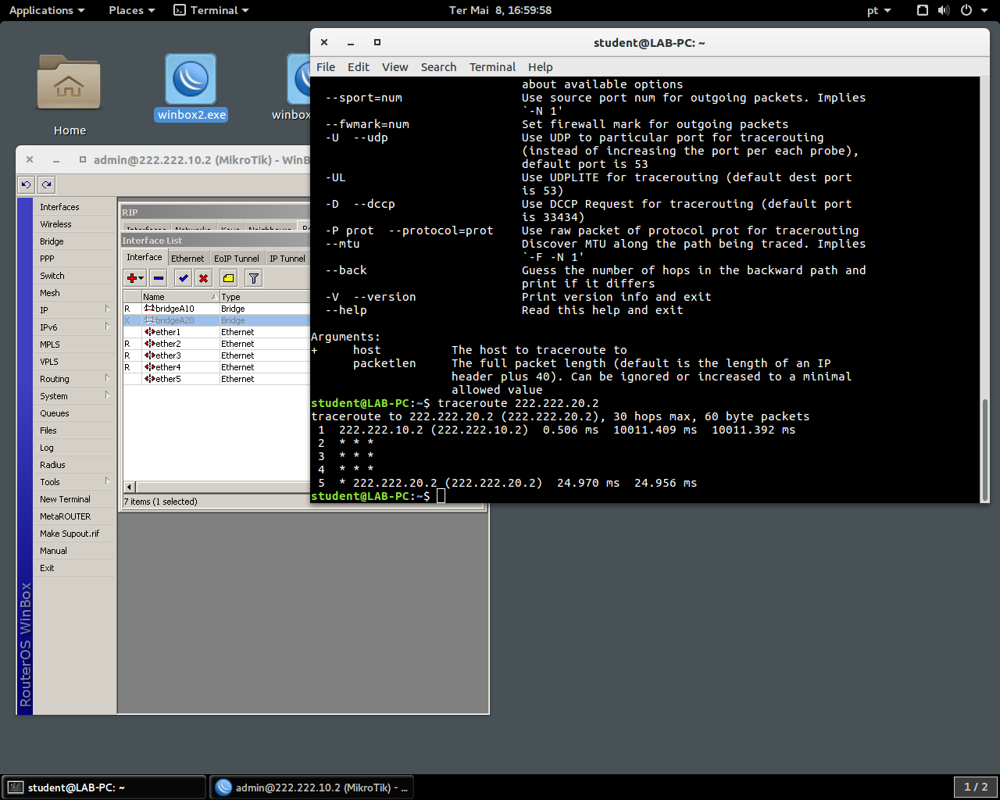 Applications Places Terminal Ter Mai 8, 16:59:58 pt
Home
winbox2.exe
winbox
student@LAB-PC: ~
File Edit View Search Terminal Help
about available options
--sport=num Use source port num for outgoing packets. Implies
`-N 1'
--fwmark=num Set firewall mark for outgoing packets
-U --udp Use UDP to particular port for tracerouting
(instead of increasing the port per each probe),
default port is 53
-UL Use UDPLITE for tracerouting (default dest port
is 53)
-D --dccp Use DCCP Request for tracerouting (default port
is 33434)
-P prot --protocol=prot Use raw packet of protocol prot for tracerouting
--mtu Discover MTU along the path being traced. Implies
`-F -N 1'
--back Guess the number of hops in the backward path and
print if it differs
-V --version Print version info and exit
--help Read this help and exit
Arguments:
+ host The host to traceroute to
packetlen The full packet length (default is the length of an IP
header plus 40). Can be ignored or increased to a minimal
allowed value
student@LAB-PC:~$ traceroute 222.222.20.2
traceroute to 222.222.20.2 (222.222.20.2), 30 hops max, 60 byte packets
1 222.222.10.2 (222.222.10.2) 0.506 ms 10011.409 ms 10011.392 ms
2 * * *
3 * * *
4 * * *
5 * 222.222.20.2 (222.222.20.2) 24.970 ms 24.956 ms
student@LAB-PC:~$
admin@222.222.10.2 (MikroTik) - WinB
Interfaces
Wireless
Bridge
PPP
Switch
Mesh
IP
IPv6
MPLS
VPLS
Routing
System
Queues
Files
Log
Radius
Tools
New Terminal
MetaROUTER
Make Supout.rif
Manual
Exit
RouterOS WinBox
RIP
Interface List
Interface Ethernet EoIP Tunnel IP Tunnel
Name Type
R bridgeA10 Bridge
X bridgeA20 Bridge
ether1 Ethernet
R ether2 Ethernet
R ether3 Ethernet
R ether4 Ethernet
ether5 Ethernet
7 items (1 selected)
student@LAB-PC: ~
admin@222.222.10.2 (MikroTik) - ...
1 / 2